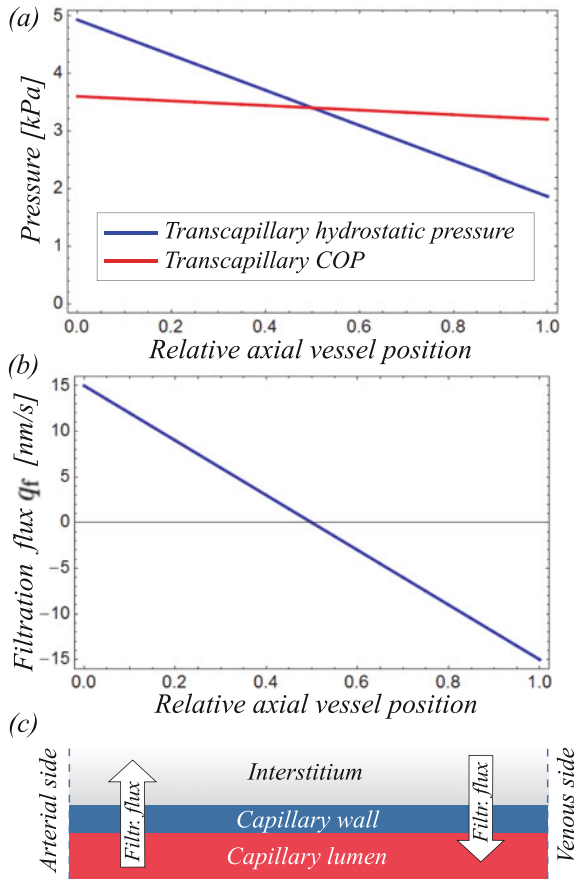 (a)
Pressure [kPa]
5
4
3
2
1
0
Transcapillary hydrostatic pressure
Transcapillary COP
0.0 0.2 0.4 0.6 0.8 1.0
Relative axial vessel position
(b)
Filtration flux qf [nm/s]
15
10
5
0
−5
−10
−15
0.0 0.2 0.4 0.6 0.8 1.0
Relative axial vessel position
(c)
Arterial side
Filtr. flux
Interstitium
Capillary wall
Capillary lumen
Filtr. flux
Venous side